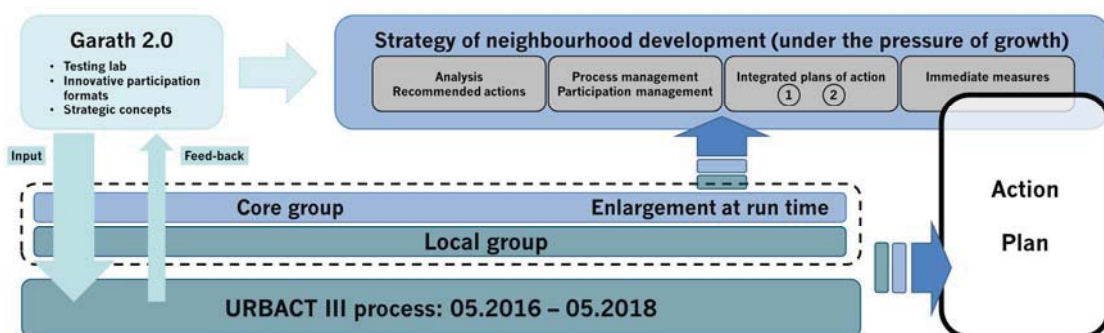 Garath 2.0
• Testing lab
• Innovative participation
formats
• Strategic concepts
Strategy of neighbourhood development (under the pressure of growth)
Analysis
Recommended actions
Process management
Participation management
Integrated plans of action
1 2
Immediate measures
Input
Feed-back
Core group
Enlargement at run time
Local group
URBACT III process: 05.2016 – 05.2018
Action
Plan